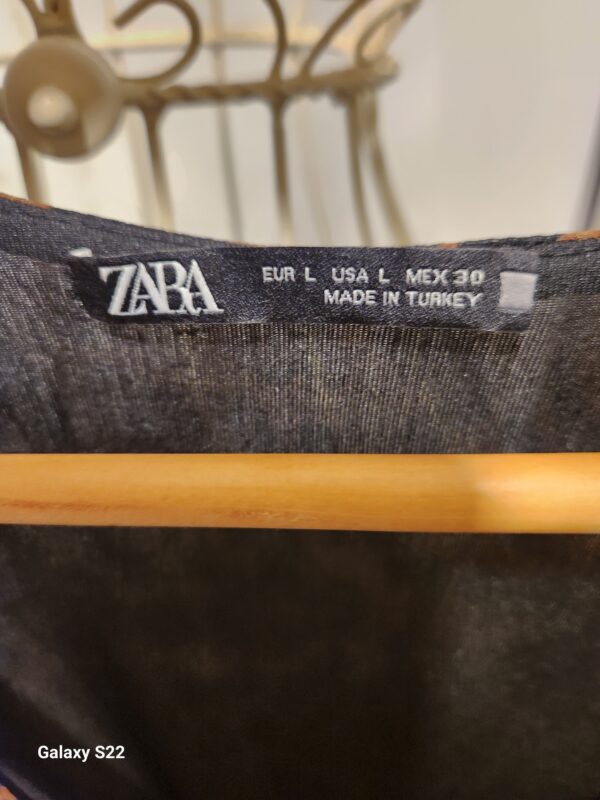 ZARA
EUR L USA L MEX 30
MADE IN TURKEY
Galaxy S22